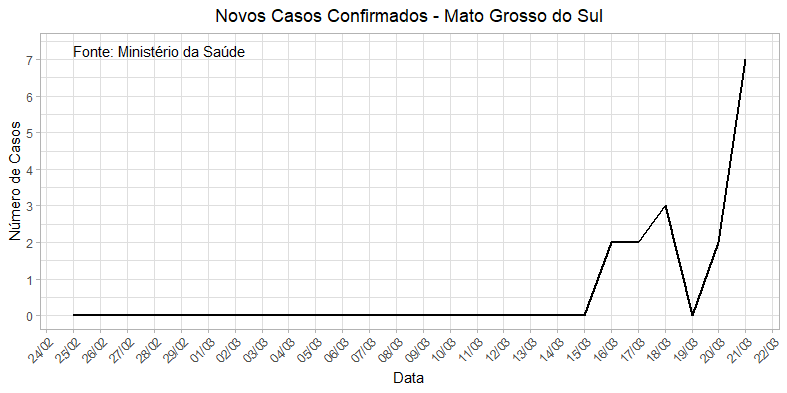 Novos Casos Confirmados - Mato Grosso do Sul
Fonte: Ministério da Saúde
Número de Casos
7
6
5
4
3
2
1
0
24/02 25/02 26/02 27/02 28/02 29/02 01/03 02/03 03/03 04/03 05/03 06/03 07/03 08/03 09/03 10/03 11/03 12/03 13/03 14/03 15/03 16/03 17/03 18/03 19/03 20/03 21/03 22/03
Data